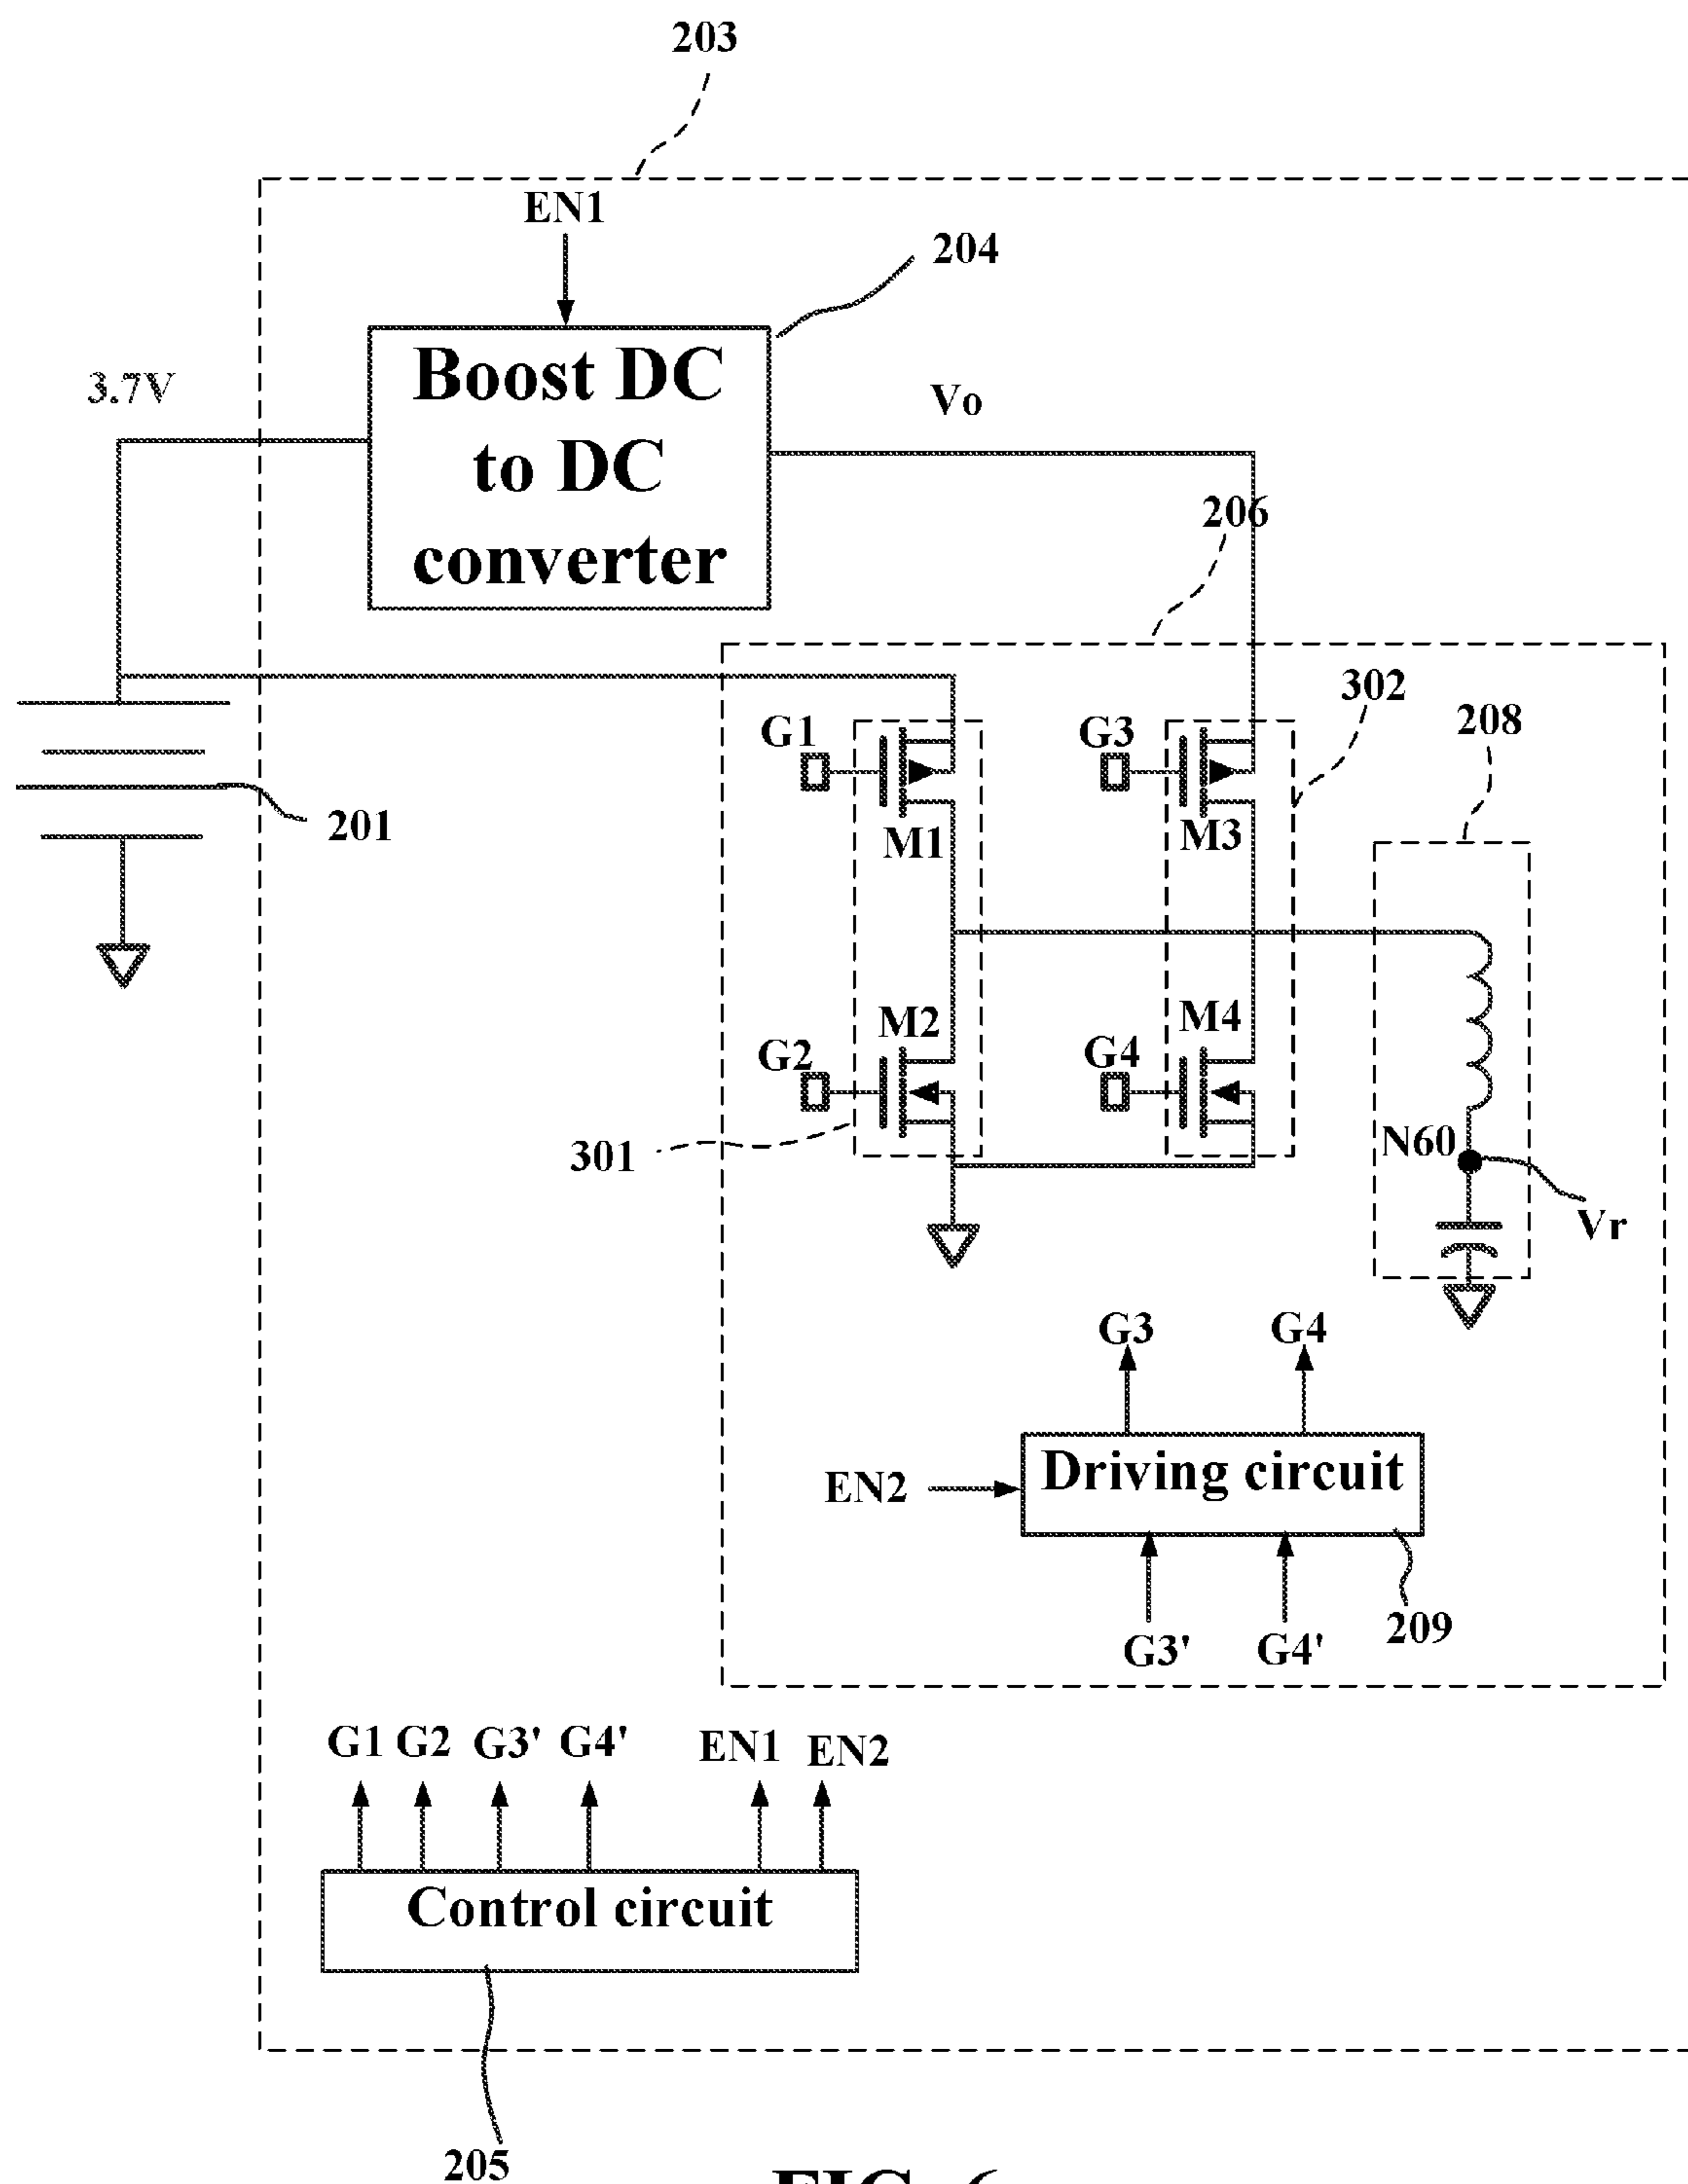 203
EN1
204
3.7V
Boost DC
to DC
converter
Vo
206
302
208
G1
G3
201
M1
M3
M2
M4
G2
G4
301
N60
Vr
G3
G4
EN2
Driving circuit
G3'
G4'
209
G1 G2 G3' G4' EN1 EN2
Control circuit
205
FIG. 6